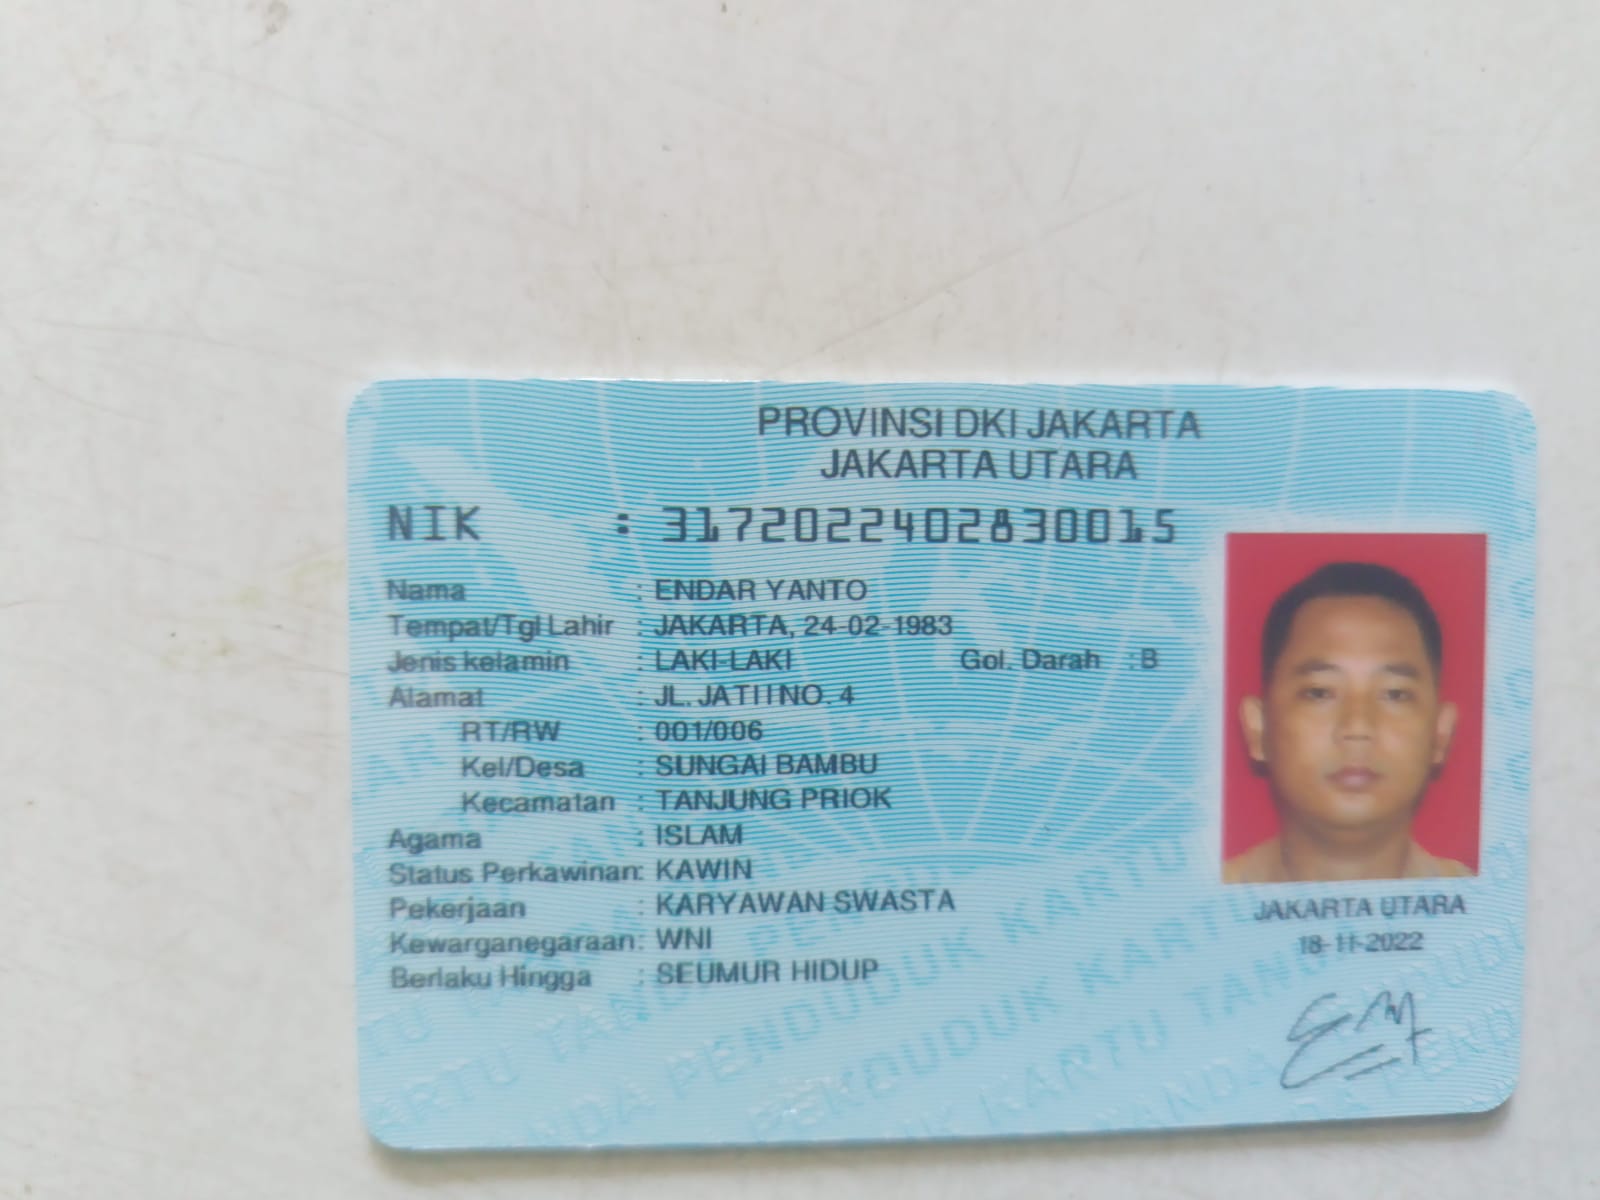 PROVINSI DKI JAKARTA
JAKARTA UTARA
NIK : 3172022402830015
Nama : ENDAR YANTO
Tempat/Tgl Lahir : JAKARTA, 24-02-1983
Jenis kelamin : LAKI-LAKI Gol. Darah : B
Alamat : JL. JATI I NO. 4
RT/RW : 001/006
Kel/Desa : SUNGAI BAMBU
Kecamatan : TANJUNG PRIOK
Agama : ISLAM
Status Perkawinan: KAWIN
Pekerjaan : KARYAWAN SWASTA
Kewarganegaraan: WNI
Berlaku Hingga : SEUMUR HIDUP
JAKARTA UTARA
18-11-2022